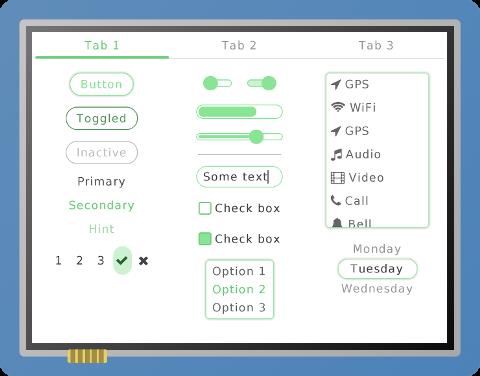 Tab 1
Tab 2
Tab 3
Button
Toggled
Inactive
Primary
Secondary
Hint
1 2 3
Some text
Check box
Check box
Option 1
Option 2
Option 3
GPS
WiFi
GPS
Audio
Video
Call
Bell
Monday
Tuesday
Wednesday